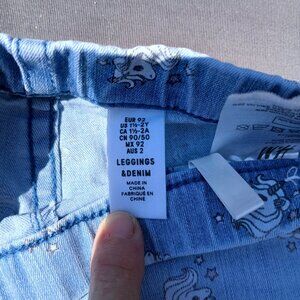 EUR 92
US 1½-2Y
CA 1½-2A
CN 90/50
MX 92
AUS 2
LEGGINGS
&DENIM
MADE IN
CHINA
FABRIQUÉ EN
CHINE